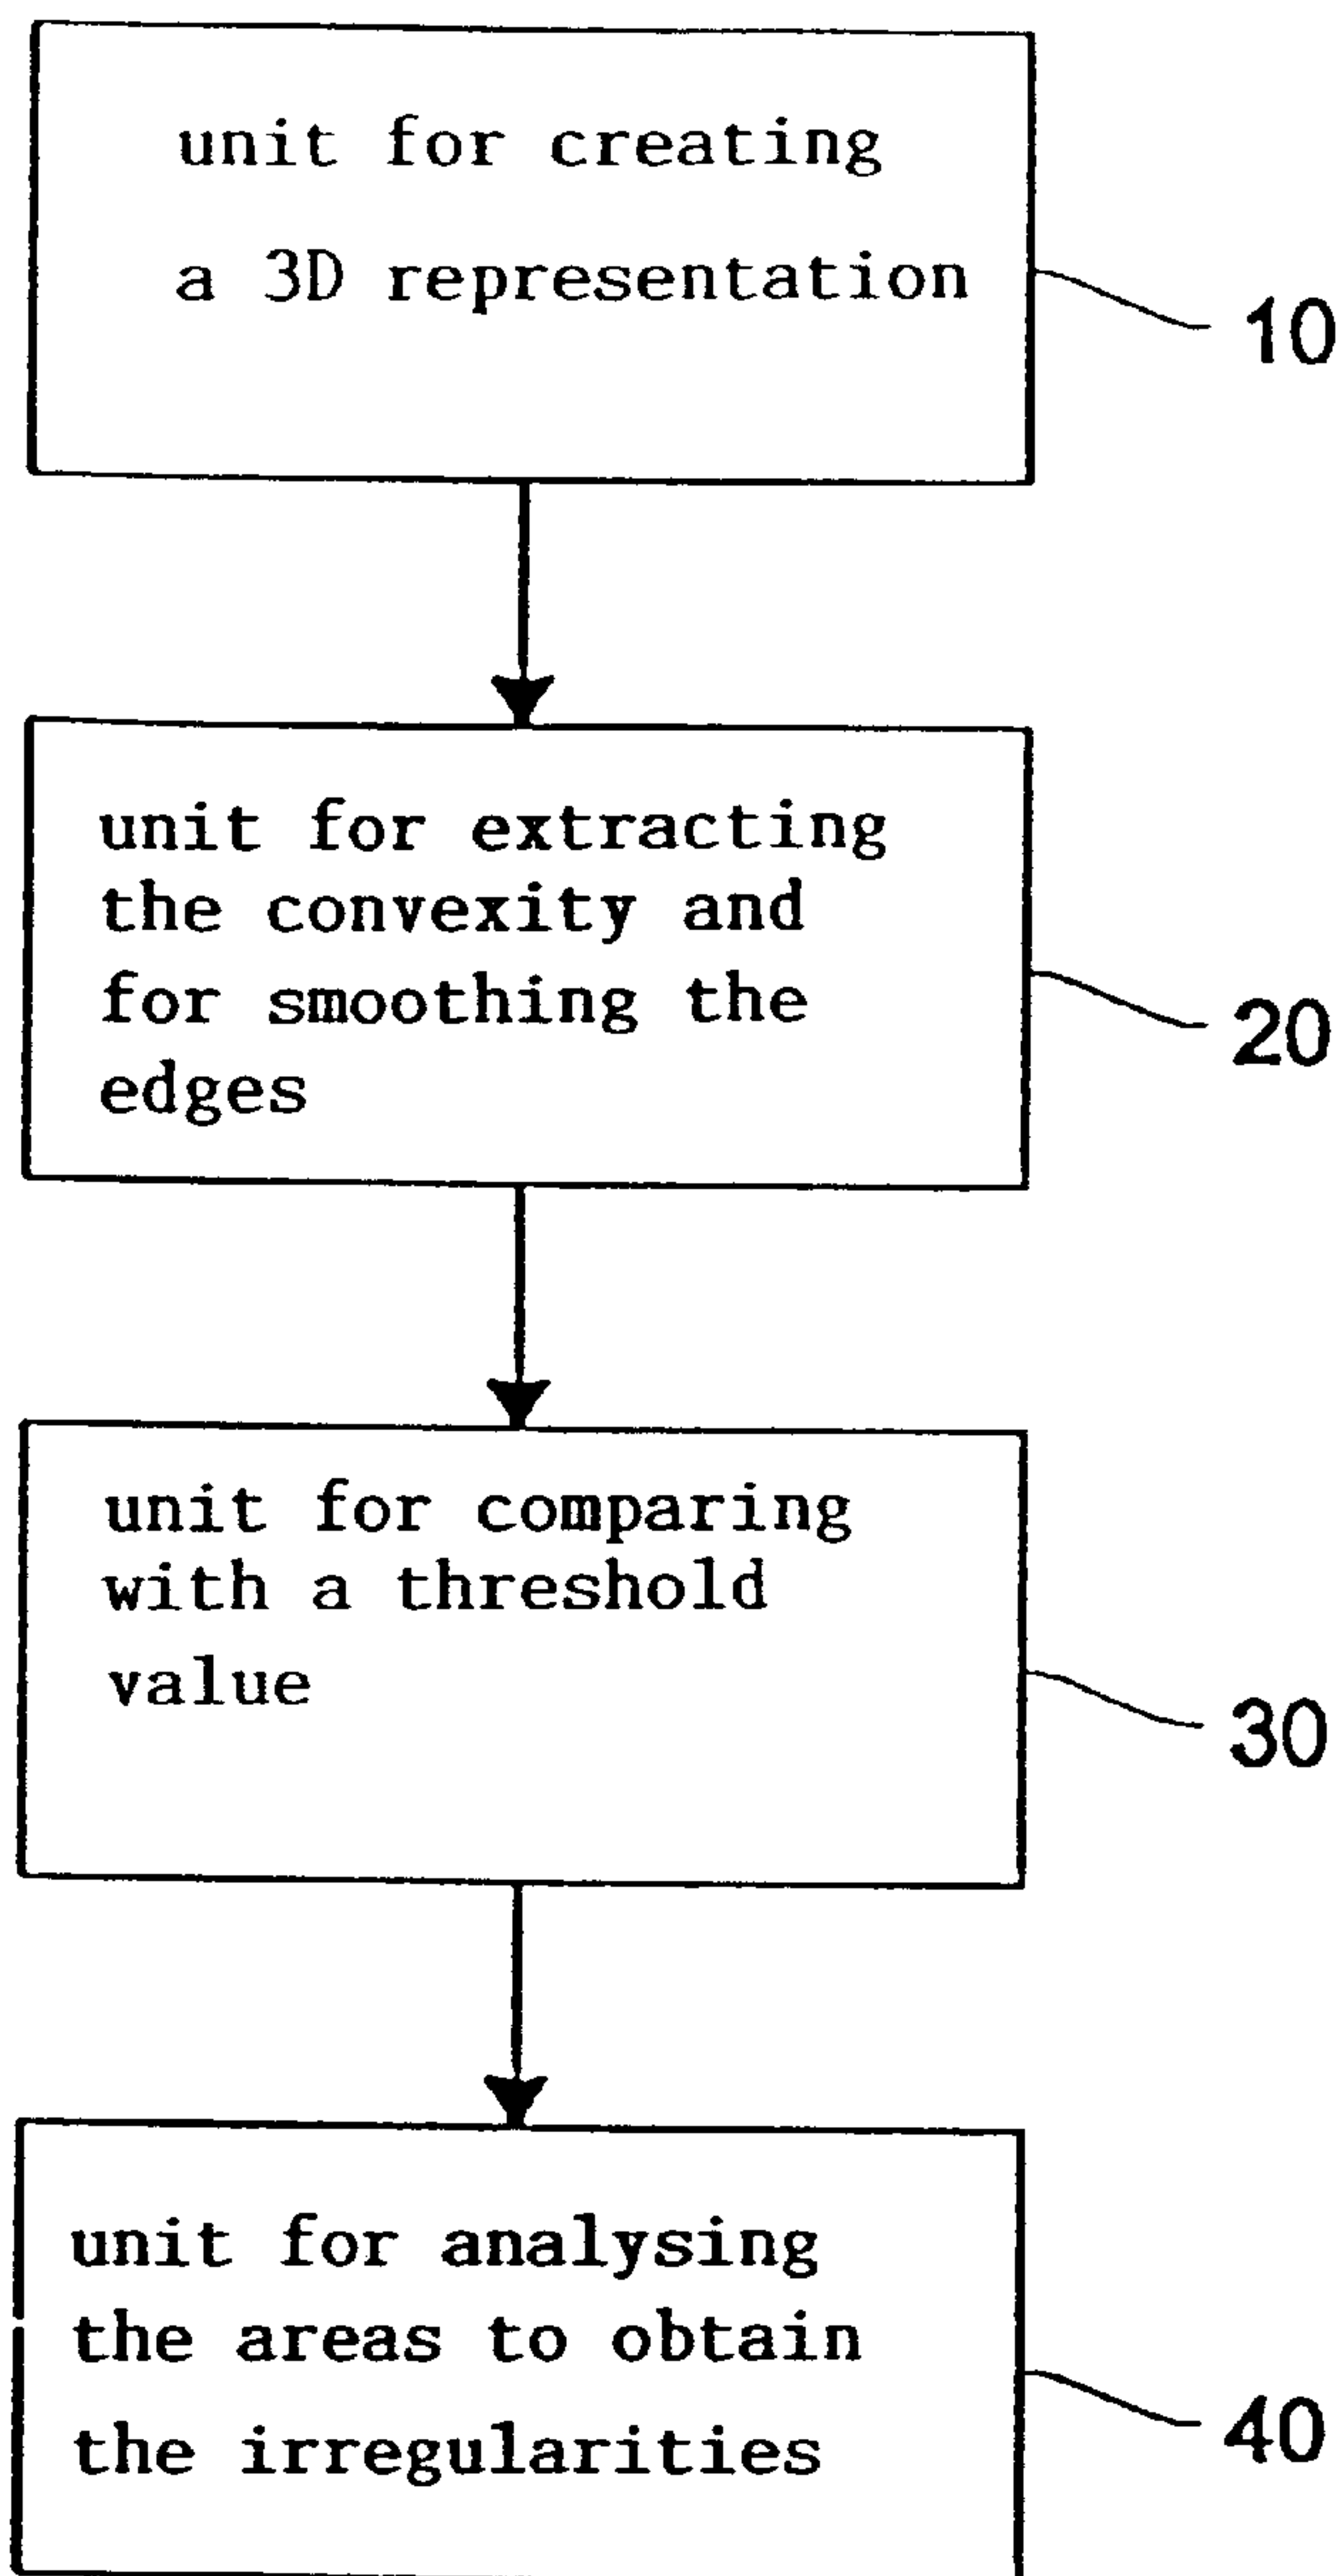 unit for creating
a 3D representation
10
unit for extracting
the convexity and
for smoothing the
edges
20
unit for comparing
with a threshold
value
30
unit for analysing
the areas to obtain
the irregularities
40